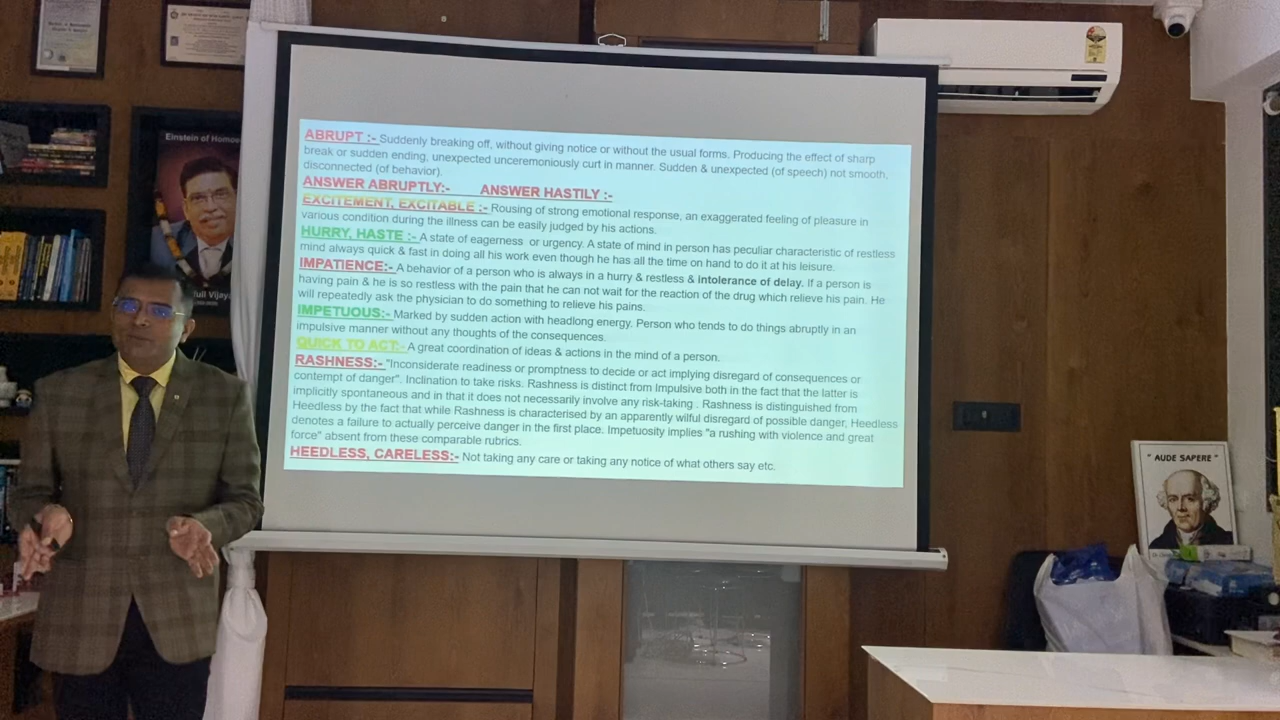 Einstein of Homoe
full Vijay
ABRUPT :- Suddenly breaking off, without giving notice or without the usual forms. Producing the effect of sharp
break or sudden ending, unexpected unceremoniously curt in manner. Sudden & unexpected (of speech) not smooth,
disconnected (of behavior).
ANSWER ABRUPTLY:- ANSWER HASTILY :-
EXCITEMENT, EXCITABLE :- Rousing of strong emotional response, an exaggerated feeling of pleasure in
various condition during the illness can be easily judged by his actions.
HURRY, HASTE :- A state of eagerness or urgency. A state of mind in person has peculiar characteristic of restless
mind always quick & fast in doing all his work even though he has all the time on hand to do it at his leisure.
IMPATIENCE:- A behavior of a person who is always in a hurry & restless & intolerance of delay. If a person is
having pain & he is so restless with the pain that he can not wait for the reaction of the drug which relieve his pain. He
will repeatedly ask the physician to do something to relieve his pains.
IMPETUOUS:- Marked by sudden action with headlong energy. Person who tends to do things abruptly in an
impulsive manner without any thoughts of the consequences.
QUICK TO ACT:- A great coordination of ideas & actions in the mind of a person.
RASHNESS:- "Inconsiderate readiness or promptness to decide or act implying disregard of consequences or
contempt of danger". Inclination to take risks. Rashness is distinct from Impulsive both in the fact that the latter is
implicitly spontaneous and in that it does not necessarily involve any risk-taking . Rashness is distinguished from
Heedless by the fact that while Rashness is characterised by an apparently wilful disregard of possible danger, Heedless
denotes a failure to actually perceive danger in the first place. Impetuosity implies "a rushing with violence and great
force" absent from these comparable rubrics.
HEEDLESS, CARELESS:- Not taking any care or taking any notice of what others say etc.
" AUDE SAPERE "